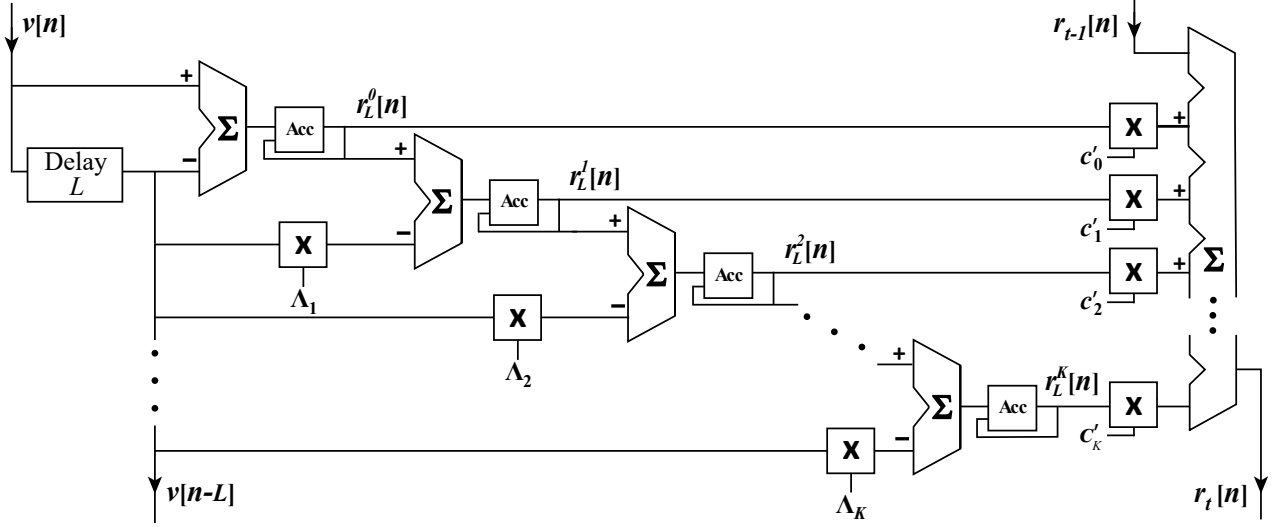 v[n]
r_{t-1}[n]
+
Σ
Acc
r_L^0[n]
X
+
c′_0
Delay
L
−
+
Σ
Acc
r_L^1[n]
X
+
c′_1
X
Λ_1
−
+
Σ
Acc
r_L^2[n]
X
+
c′_2
Σ
X
Λ_2
−
+
Σ
Acc
r_L^K[n]
X
C′_K
X
Λ_K
−
v[n-L]
r_t[n]